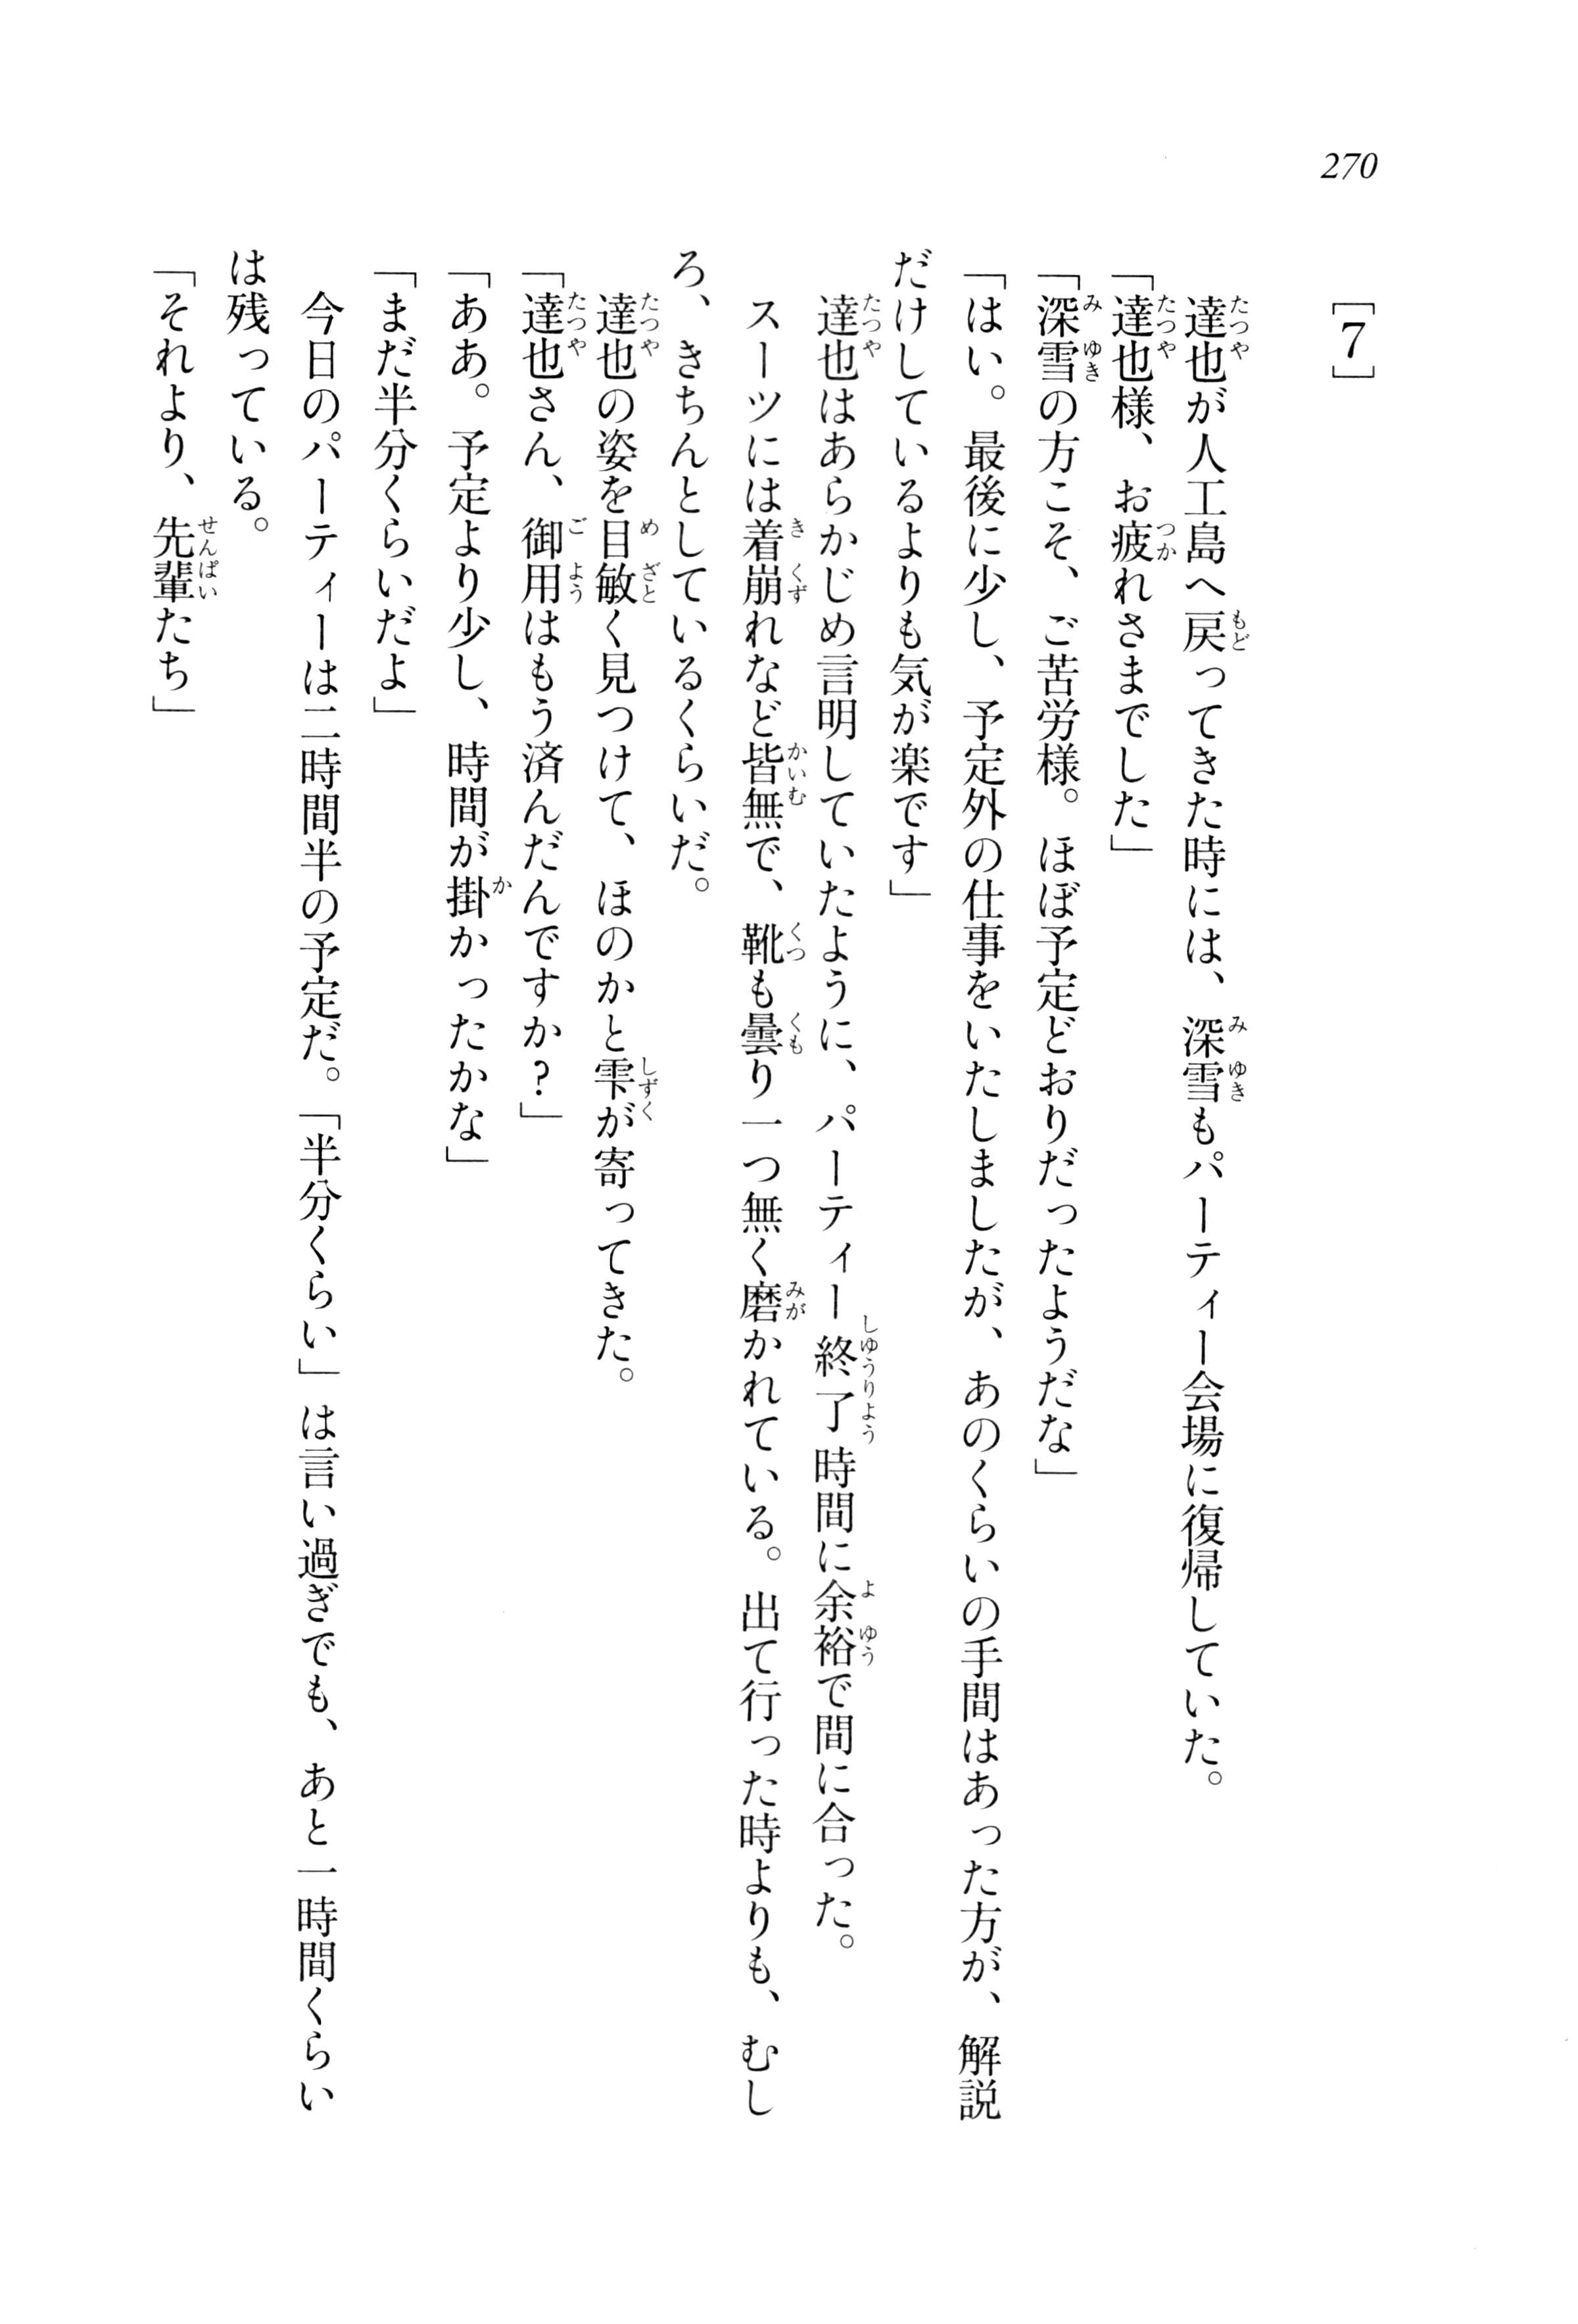 270
［7］
達也が人工島へ戻ってきた時には、深雪もパーティー会場に復帰していた。
「達也様、お疲れさまでした」
「深雪の方こそ、ご苦労様。ほぼ予定どおりだったようだな」
「はい。最後に少し、予定外の仕事をいたしましたが、あのくらいの手間はあった方が、解説
だけしているよりも気が楽です」
達也はあらかじめ言明していたように、パーティー終了時間に余裕で間に合った。
スーツには着崩れなど皆無で、靴も曇り一つ無く磨かれている。出て行った時よりも、むし
ろ、きちんとしているくらいだ。
達也の姿を目敏く見つけて、ほのかと雫が寄ってきた。
「達也さん、御用はもう済んだんですか？」
「ああ。予定より少し、時間が掛かったかな」
「まだ半分くらいだよ」
今日のパーティーは二時間半の予定だ。「半分くらい」は言い過ぎでも、あと一時間くらい
は残っている。
「それより、先輩たち」